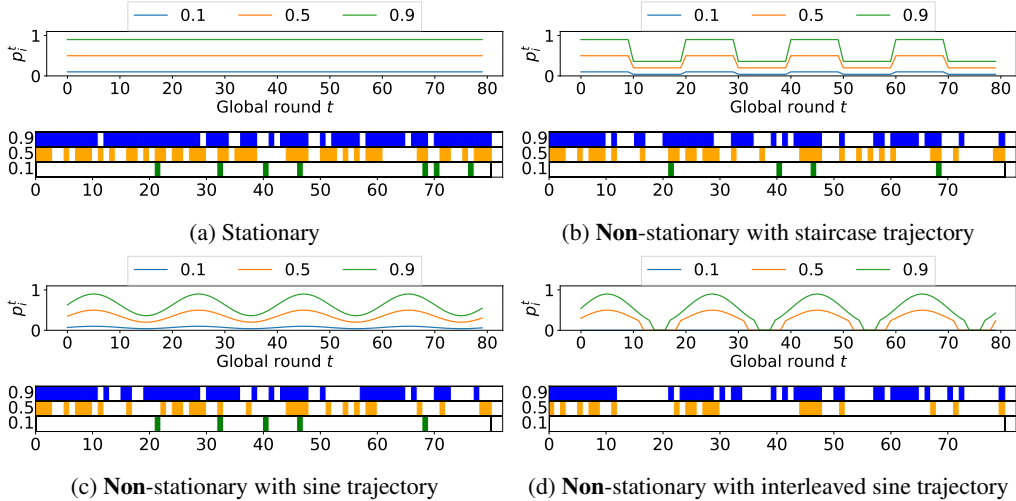 0.1 0.5 0.9
1
0
p_i^t
0 10 20 30 40 50 60 70 80
Global round t
0.9
0.5
0.1
0 10 20 30 40 50 60 70
(a) Stationary
0.1 0.5 0.9
1
0
p_i^t
0 10 20 30 40 50 60 70 80
Global round t
0.9
0.5
0.1
0 10 20 30 40 50 60 70
(b) Non-stationary with staircase trajectory
0.1 0.5 0.9
1
0
p_i^t
0 10 20 30 40 50 60 70 80
Global round t
0.9
0.5
0.1
0 10 20 30 40 50 60 70 80
(c) Non-stationary with sine trajectory
0.1 0.5 0.9
1
0
p_i^t
0 10 20 30 40 50 60 70 80
Global round t
0.9
0.5
0.1
0 10 20 30 40 50 60 70
(d) Non-stationary with interleaved sine trajectory